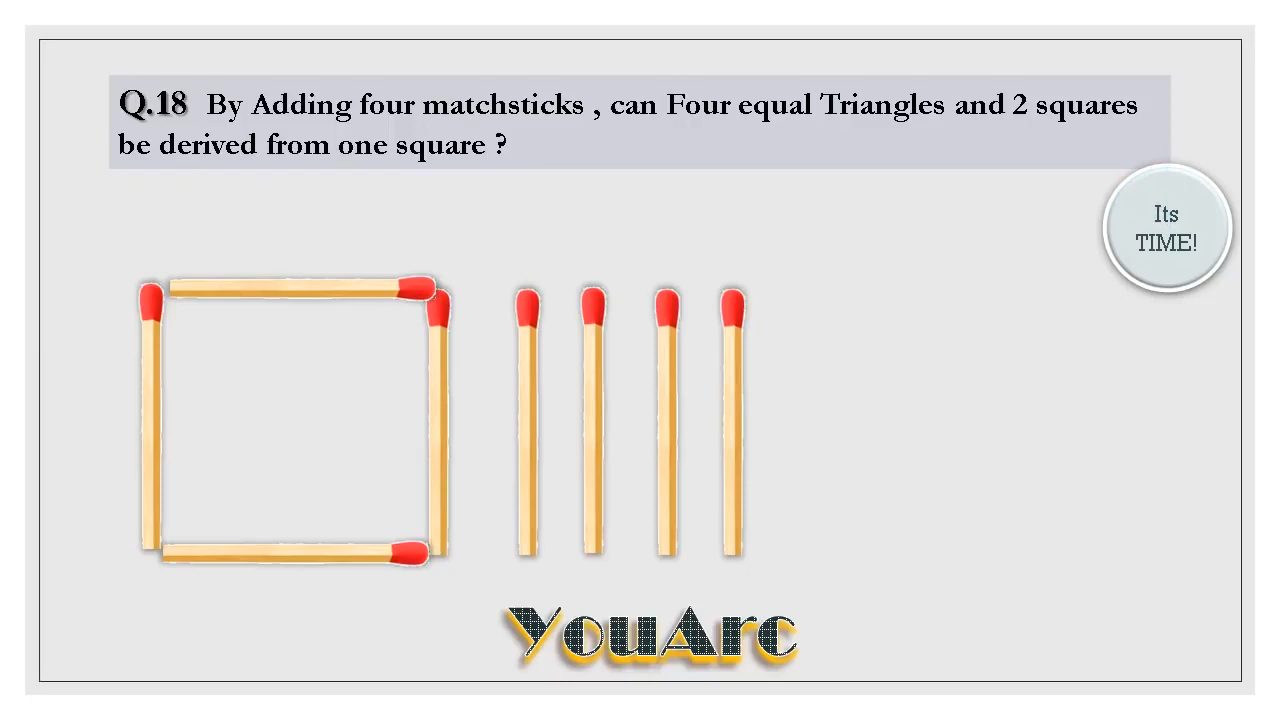 Q.18 By Adding four matchsticks , can Four equal Triangles and 2 squares
be derived from one square ?
Its
TIME!
YouArc